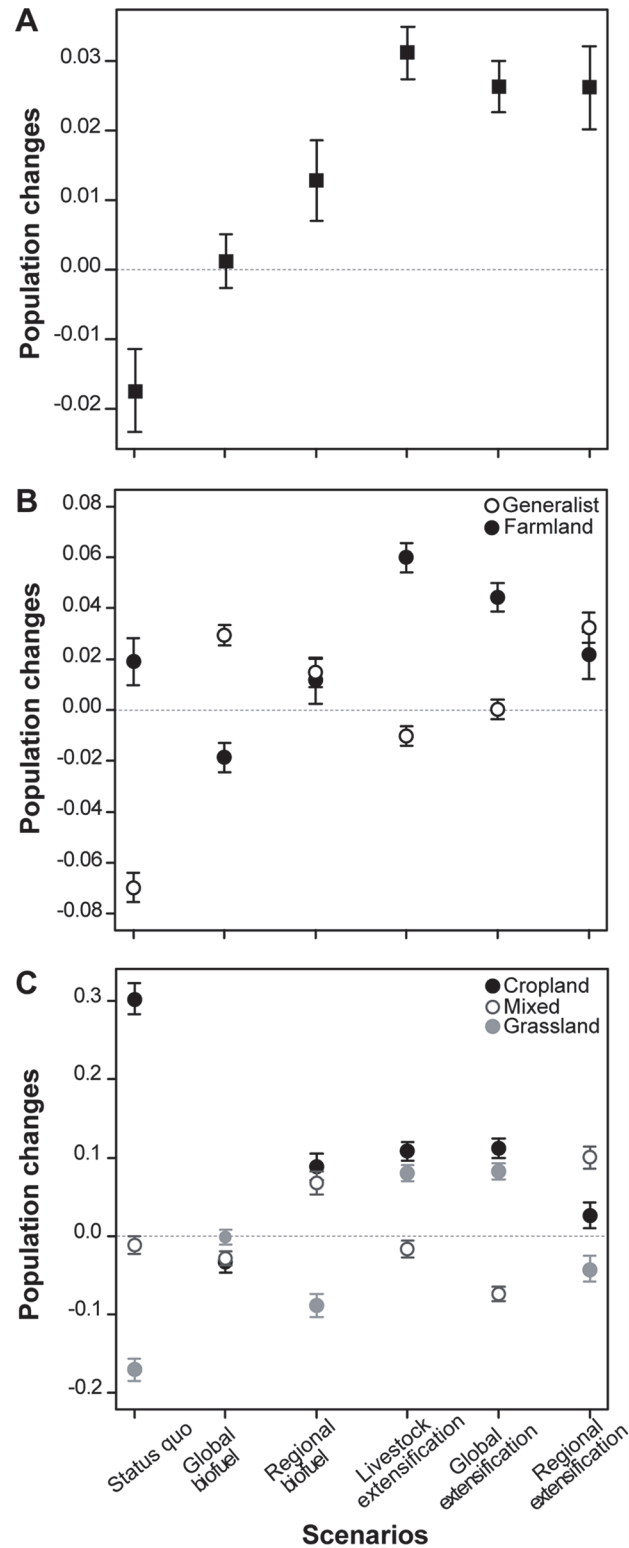 A
Population changes
0.03
0.02
0.01
0.00
-0.01
-0.02
B
Population changes
0.08
0.06
0.04
0.02
0.00
-0.02
-0.04
-0.06
-0.08
Generalist
Farmland
C
Population changes
0.3
0.2
0.1
0.0
-0.1
-0.2
Cropland
Mixed
Grassland
Status quo
Global
biofuel
Regional
biofuel
Livestock
extensification
Global
extensification
Regional
extensification
Scenarios